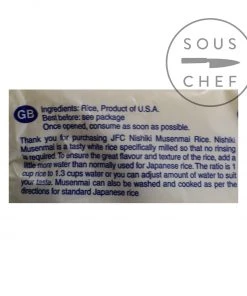 SOUS
CHEF
GB
Ingredients: Rice, Product of U.S.A.
Best before: see package
Once opened, consume as soon as possible.
Thank you for purchasing JFC Nishiki Musenmai Rice. Nishiki
Musenmai is a tasty white rice specifically milled so that no rinsing
is required. To ensure the great flavour and texture of the rice, add a
little more water than normally used for Japanese rice. The ratio is 1
cup rice to 1.3 cups water or you can adjust amount of water to suit
your taste. Musenmai can also be washed and cooked as per the
directions for standard Japanese rice